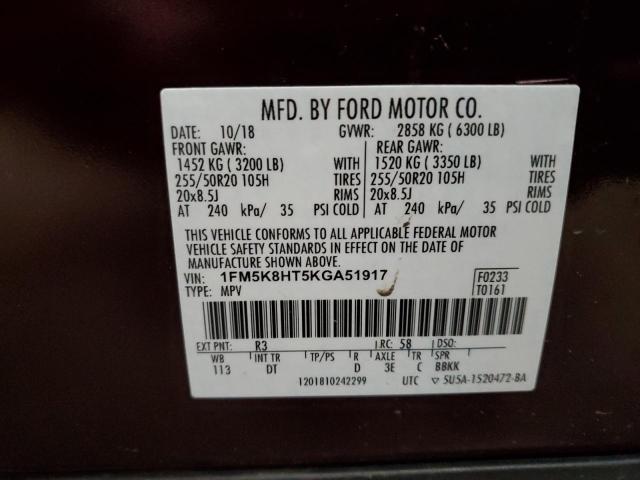 MFD. BY FORD MOTOR CO.
DATE: 10/18 GVWR: 2858 KG ( 6300 LB)
FRONT GAWR: REAR GAWR:
1452 KG ( 3200 LB) WITH 1520 KG ( 3350 LB) WITH
255/50R20 105H TIRES 255/50R20 105H TIRES
20x8.5J RIMS 20x8.5J RIMS
AT 240 kPa/ 35 PSI COLD AT 240 kPa/ 35 PSI COLD
THIS VEHICLE CONFORMS TO ALL APPLICABLE FEDERAL MOTOR
VEHICLE SAFETY STANDARDS IN EFFECT ON THE DATE OF
MANUFACTURE SHOWN ABOVE.
VIN: 1FM5K8HT5KGA51917 F0233
TYPE: MPV T0161
EXT PNT: R3 RC: 58 DSO:
WB INT TR TP/PS R AXLE TR SPR
113 DT D 3E C BBKK
1201810242299 UTC ▽ 5U5A-1520472-BA